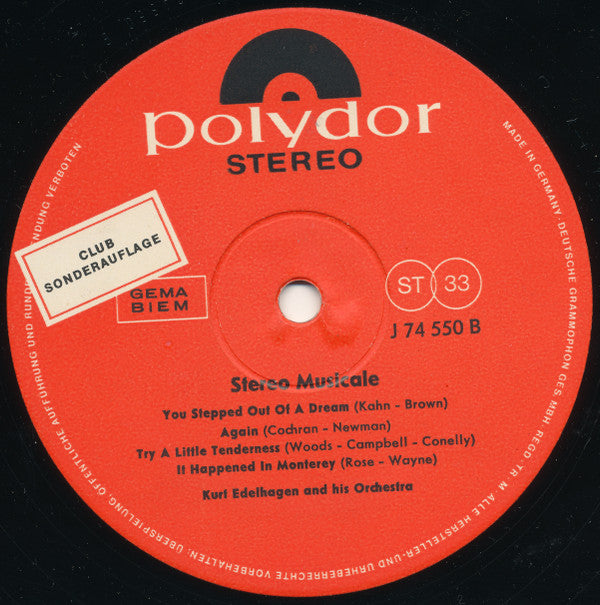 polydor
STEREO
CLUB
SONDERAUFLAGE
GEMA
BIEM
ST 33
J 74 550 B
Stereo Musicale
You Stepped Out Of A Dream (Kahn - Brown)
Again (Cochran - Newman)
Try A Little Tenderness (Woods - Campbell - Conelly)
It Happened In Monterey (Rose - Wayne)
Kurt Edelhagen and his Orchestra
MADE IN GERMANY · DEUTSCHE GRAMMOPHON GES MBH REGD TR. M. ALLE HERSTELLER- UND URHEBERRECHTE VORBEHALTEN: ÜBERSPIELUNG, ÖFFENTLICHE AUFFÜHRUNG UND RUND NDUNG VERBOTEN